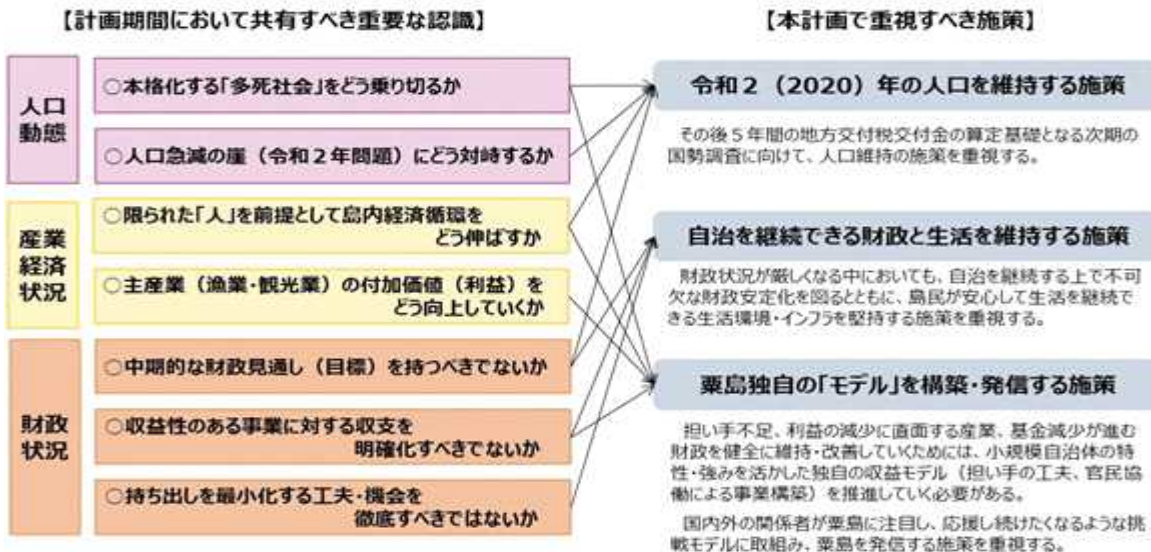 【計画期間において共有すべき重要な認識】
人口
動態
○本格化する「多死社会」をどう乗り切るか
○人口急減の崖（令和２年問題）にどう対峙するか
産業
経済
状況
○限られた「人」を前提として島内経済循環を
どう伸ばすか
○主産業（漁業・観光業）の付加価値（利益）を
どう向上していくか
財政
状況
○中期的な財政見通し（目標）を持つべきでないか
○収益性のある事業に対する収支を
明確化すべきでないか
○持ち出しを最小化する工夫・機会を
徹底すべきではないか
【本計画で重視すべき施策】
令和２（2020）年の人口を維持する施策
その後５年間の地方交付税交付金の算定基礎となる次期の
国勢調査に向けて、人口維持の施策を重視する。
自治を継続できる財政と生活を維持する施策
財政状況が厳しくなる中においても、自治を継続する上で不可
欠な財政安定化を図るとともに、島民が安心して生活を継続で
きる生活環境・インフラを堅持する施策を重視する。
粟島独自の「モデル」を構築・発信する施策
担い手不足、利益の減少に直面する産業、基金減少が進む
財政を健全に維持・改善していくためには、小規模自治体の特
性・強みを活かした独自の収益モデル（担い手の工夫、官民協
働による事業構築）を推進していく必要がある。
国内外の関係者が粟島に注目し、応援し続けたくなるような挑
戦モデルに取組み、粟島を発信する施策を重視する。